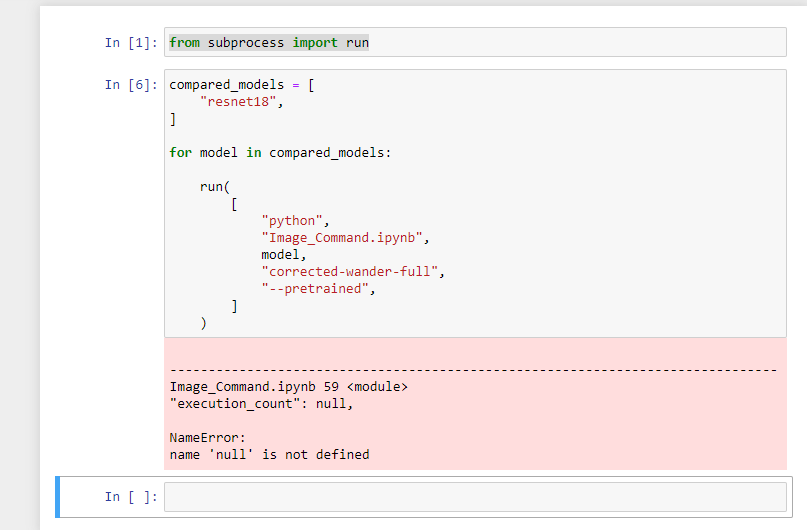 In [1]: from subprocess import run
In [6]: compared_models = [
"resnet18",
]
for model in compared_models:
run(
[
"python",
"Image_Command.ipynb",
model,
"corrected-wander-full",
"--pretrained",
]
)
-------------------------------------------------------------------------------
Image_Command.ipynb 59 <module>
"execution_count": null,
NameError:
name 'null' is not defined
In [ ]: